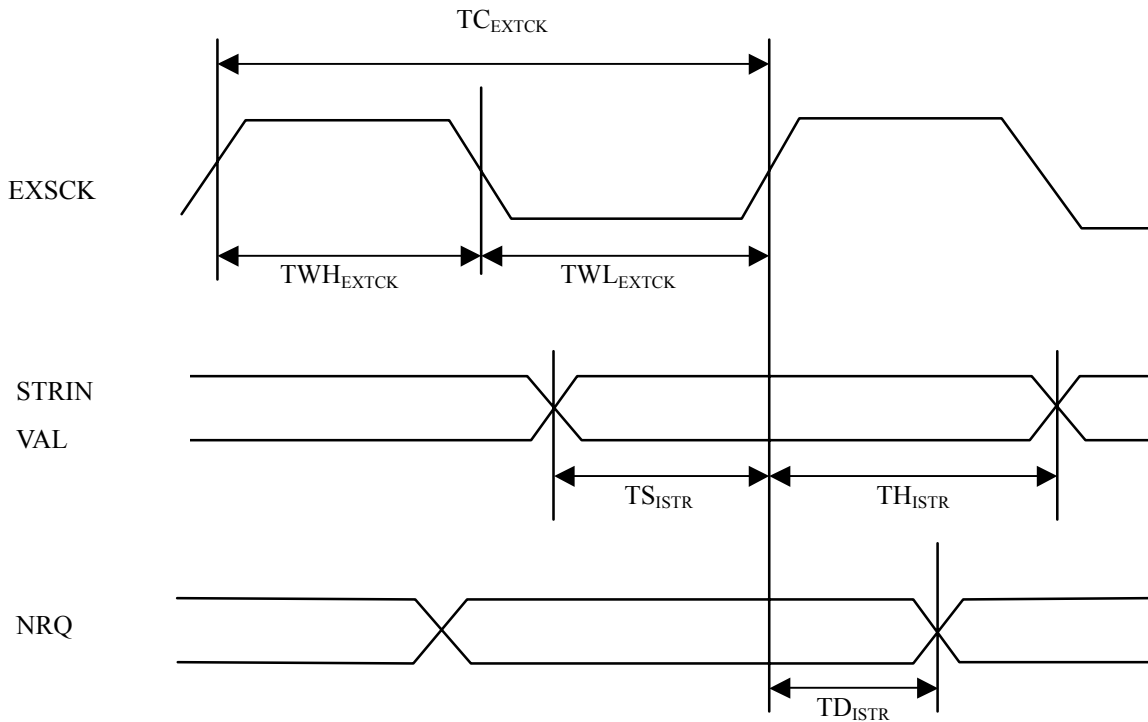 TCEXTCK
EXSCK
TWHEXTCK
TWLEXTCK
STRIN
VAL
TSISTR
THISTR
NRQ
TDISTR